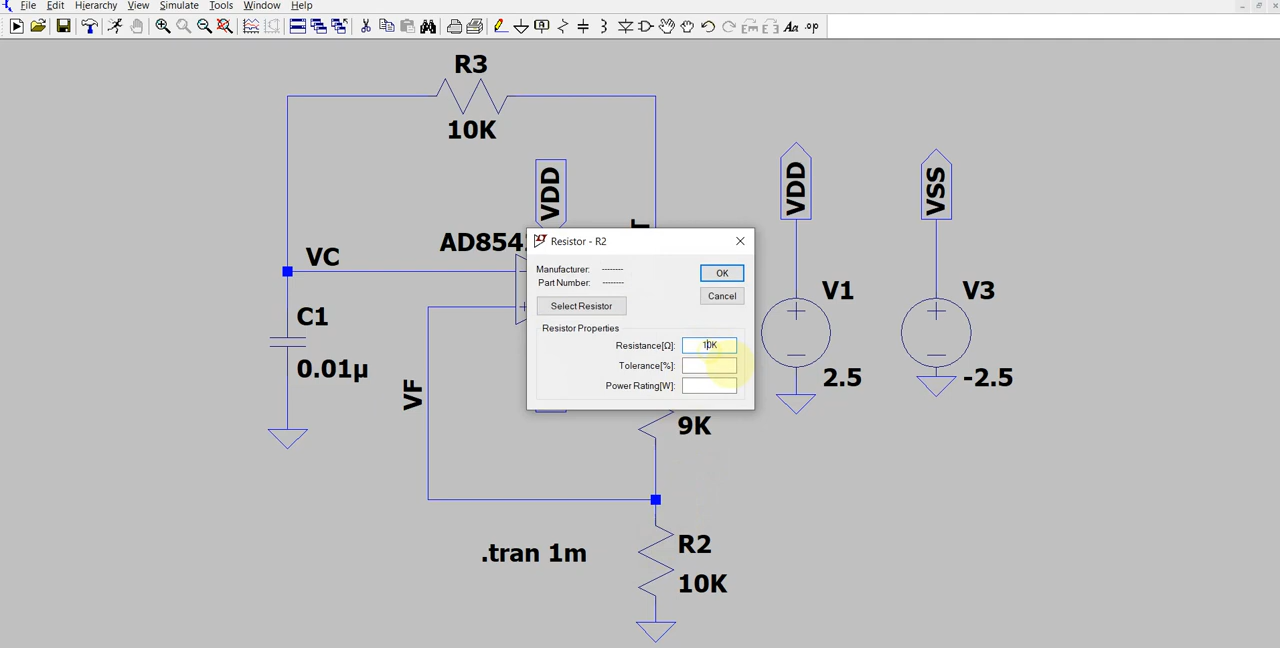 File Edit Hierarchy View Simulate Tools Window Help
R3
10K
VDD
VDD
VSS
AD854
VC
C1
0.01µ
VF
Resistor - R2
Manufacturer: --------
Part Number: --------
OK
Cancel
Select Resistor
Resistor Properties
Resistance[Ω]: 10K
Tolerance[%]:
Power Rating[W]:
V1
2.5
V3
-2.5
9K
.tran 1m
R2
10K